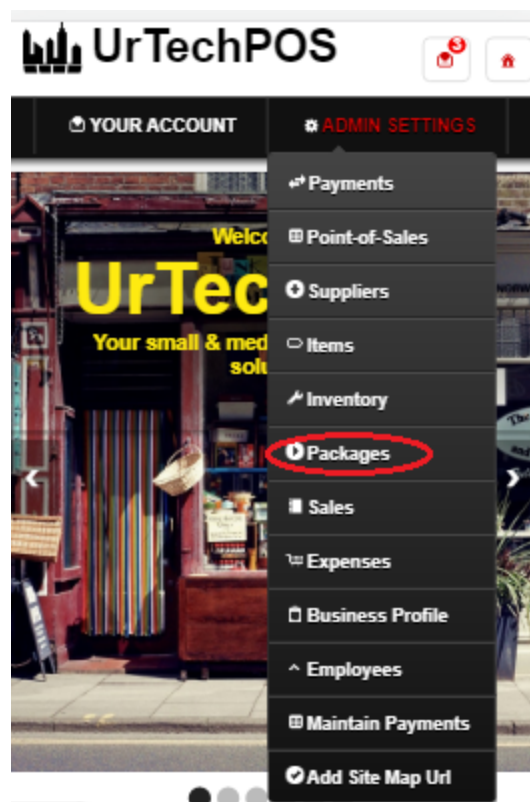 UrTechPOS
3
YOUR ACCOUNT
ADMIN SETTINGS
Payments
Welco
Point-of-Sales
UrTec
Suppliers
Your small & med
Items
solu
Inventory
Packages
Sales
Expenses
Business Profile
Employees
Maintain Payments
Add Site Map Url